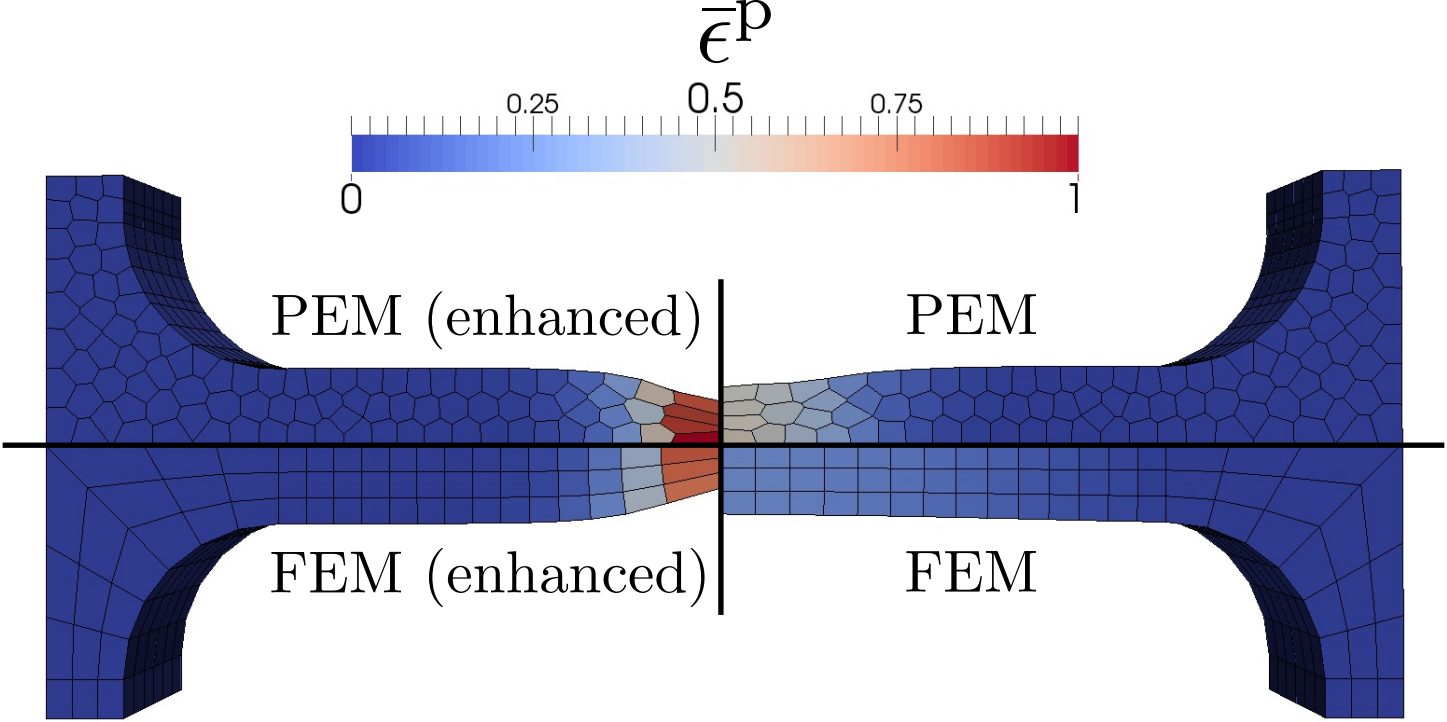 ε̄ᵖ
0.25 0.5 0.75
0 1
PEM (enhanced) PEM
FEM (enhanced) FEM